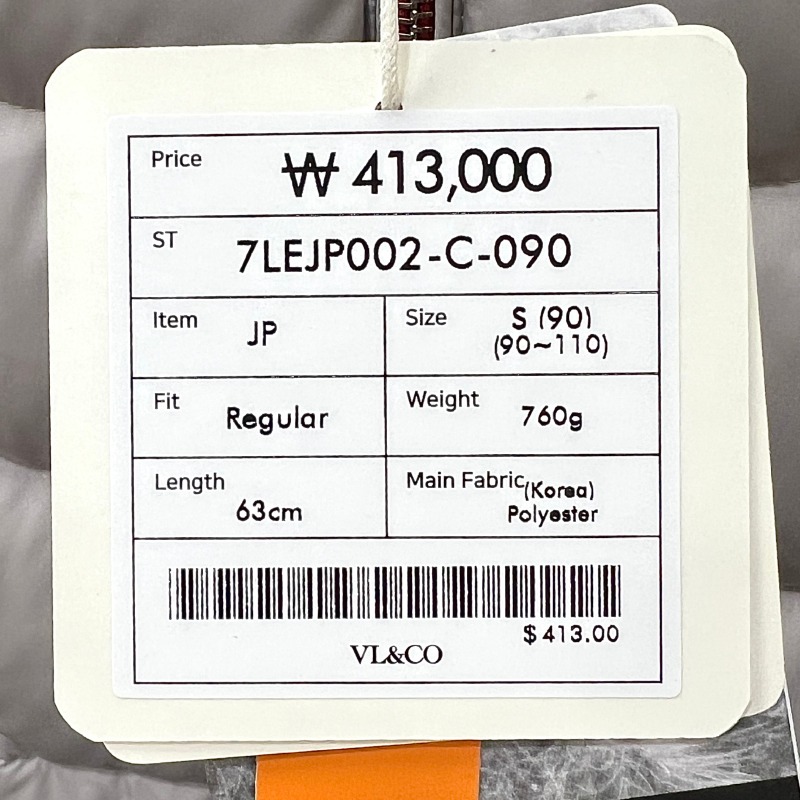 Price ₩ 413,000
ST 7LEJP002-C-090
Item JP
Size S (90)
(90~110)
Fit Regular
Weight 760g
Length 63cm
Main Fabric (Korea)
Polyester
$413.00
VL&CO